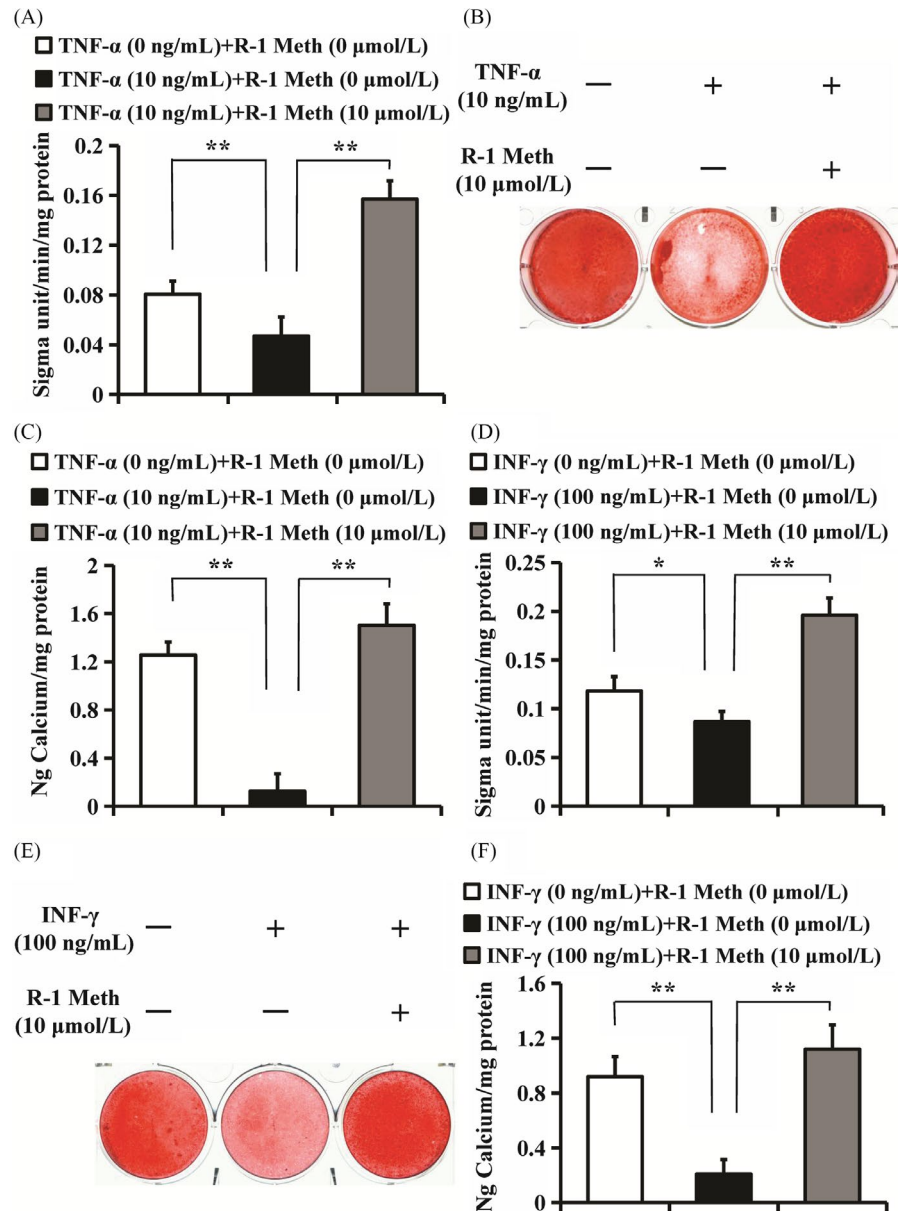 (A)
TNF-α (0 ng/mL)+R-1 Meth (0 μmol/L)
TNF-α (10 ng/mL)+R-1 Meth (0 μmol/L)
TNF-α (10 ng/mL)+R-1 Meth (10 μmol/L)
Sigma unit/min/mg protein
0.2
0.16
0.08
0.04
0
** **
(B)
TNF-α
(10 ng/mL)
— + +
R-1 Meth
(10 μmol/L)
— — +
(C)
TNF-α (0 ng/mL)+R-1 Meth (0 μmol/L)
TNF-α (10 ng/mL)+R-1 Meth (0 μmol/L)
TNF-α (10 ng/mL)+R-1 Meth (10 μmol/L)
Ng Calcium/mg protein
2
1.6
1.2
0.4
0
** **
(D)
INF-γ (0 ng/mL)+R-1 Meth (0 μmol/L)
INF-γ (100 ng/mL)+R-1 Meth (0 μmol/L)
INF-γ (100 ng/mL)+R-1 Meth (10 μmol/L)
Sigma unit/min/mg protein
0.25
0.2
0.15
0.1
0.05
0
* **
(E)
INF-γ
(100 ng/mL)
— + +
R-1 Meth
(10 μmol/L)
— — +
(F)
INF-γ (0 ng/mL)+R-1 Meth (0 μmol/L)
INF-γ (100 ng/mL)+R-1 Meth (0 μmol/L)
INF-γ (100 ng/mL)+R-1 Meth (10 μmol/L)
Ng Calcium/mg protein
1.6
1.2
0.8
0.4
0
** **